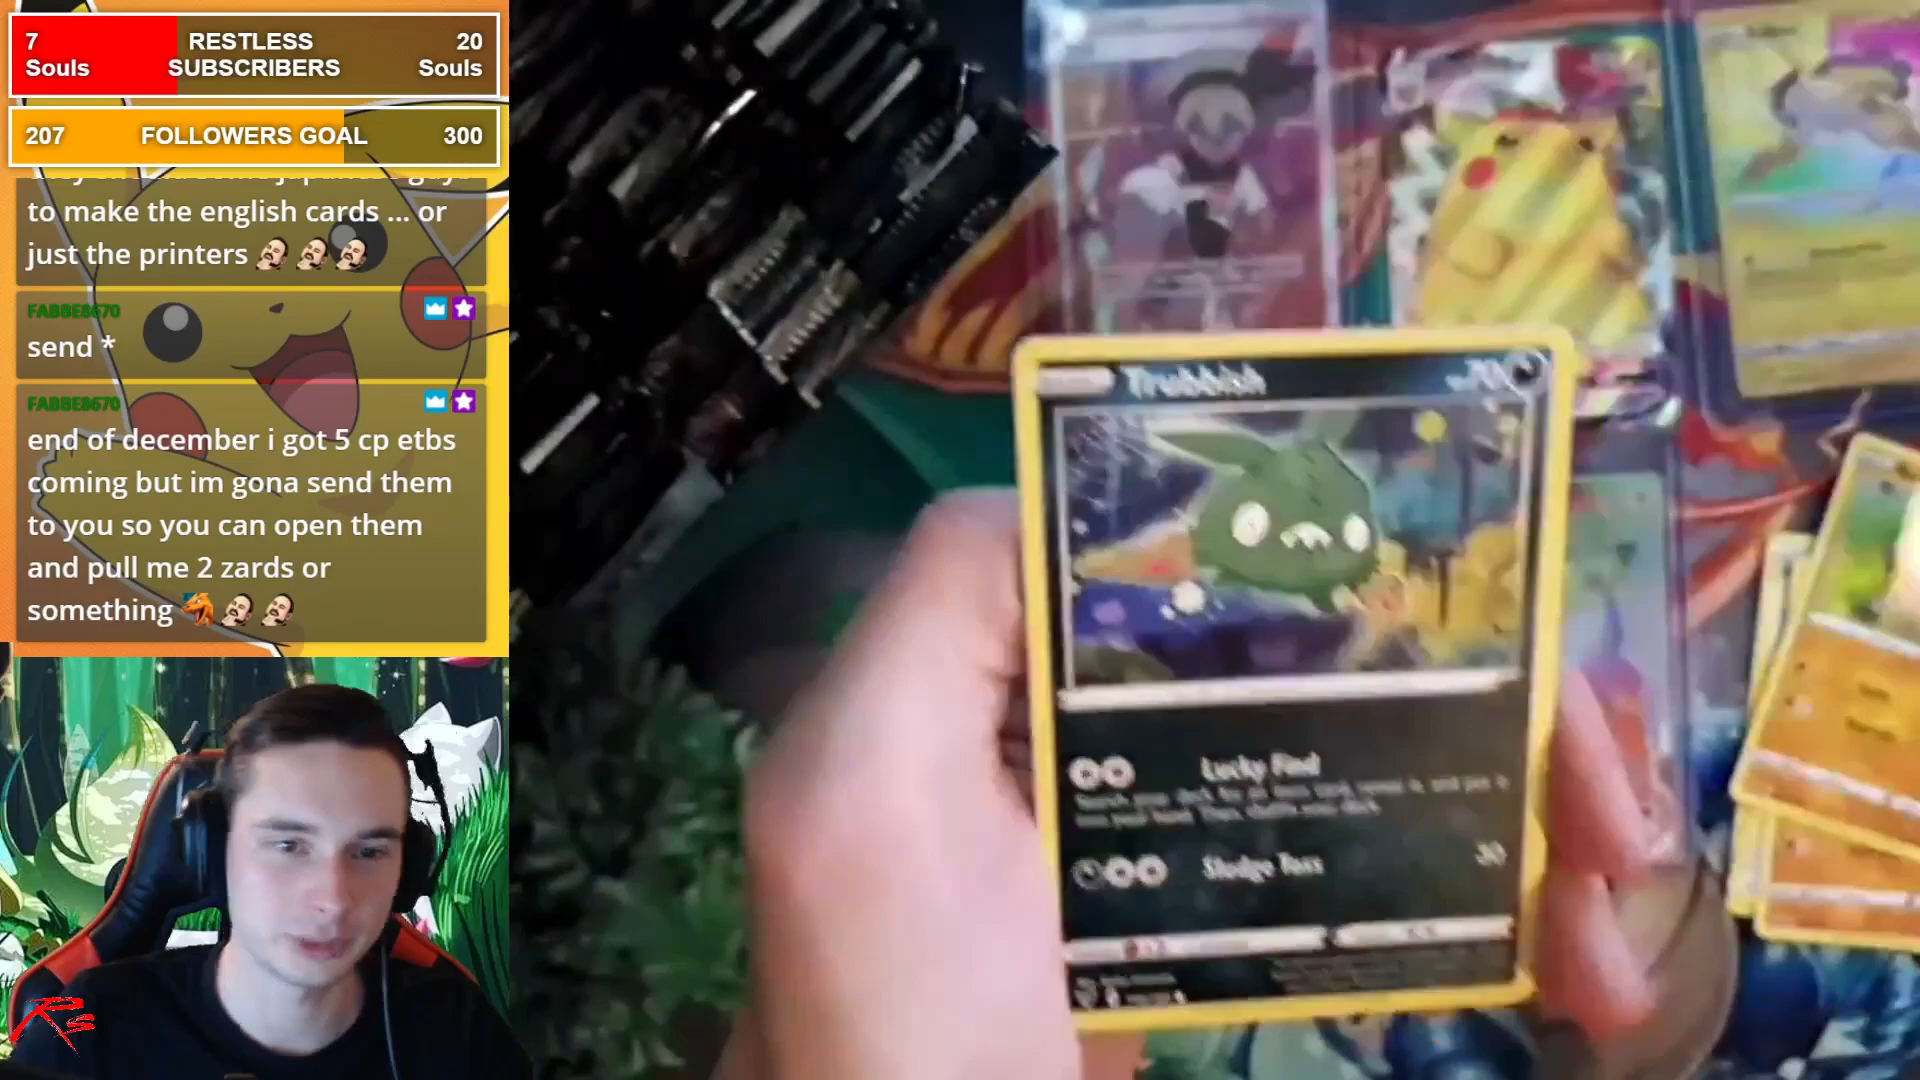 7 RESTLESS 20
Souls SUBSCRIBERS Souls
207 FOLLOWERS GOAL 300
to make the english cards ... or
just the printers
FABBE8670
send *
FABBE8670
end of december i got 5 cp etbs
coming but im gona send them
to you so you can open them
and pull me 2 zards or
something
Trubbish 70
Lucky Find
Sludge Toss 30